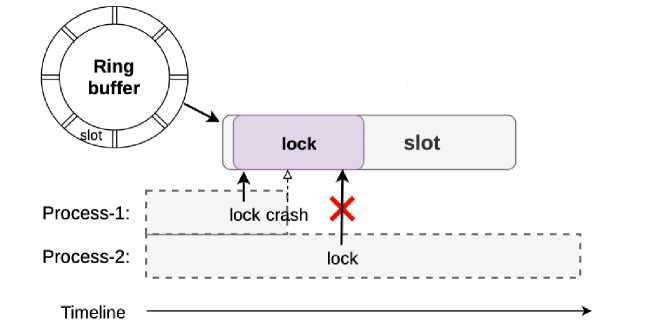 Ring
buffer
slot
lock
slot
Process-1:
lock crash
Process-2:
lock
Timeline